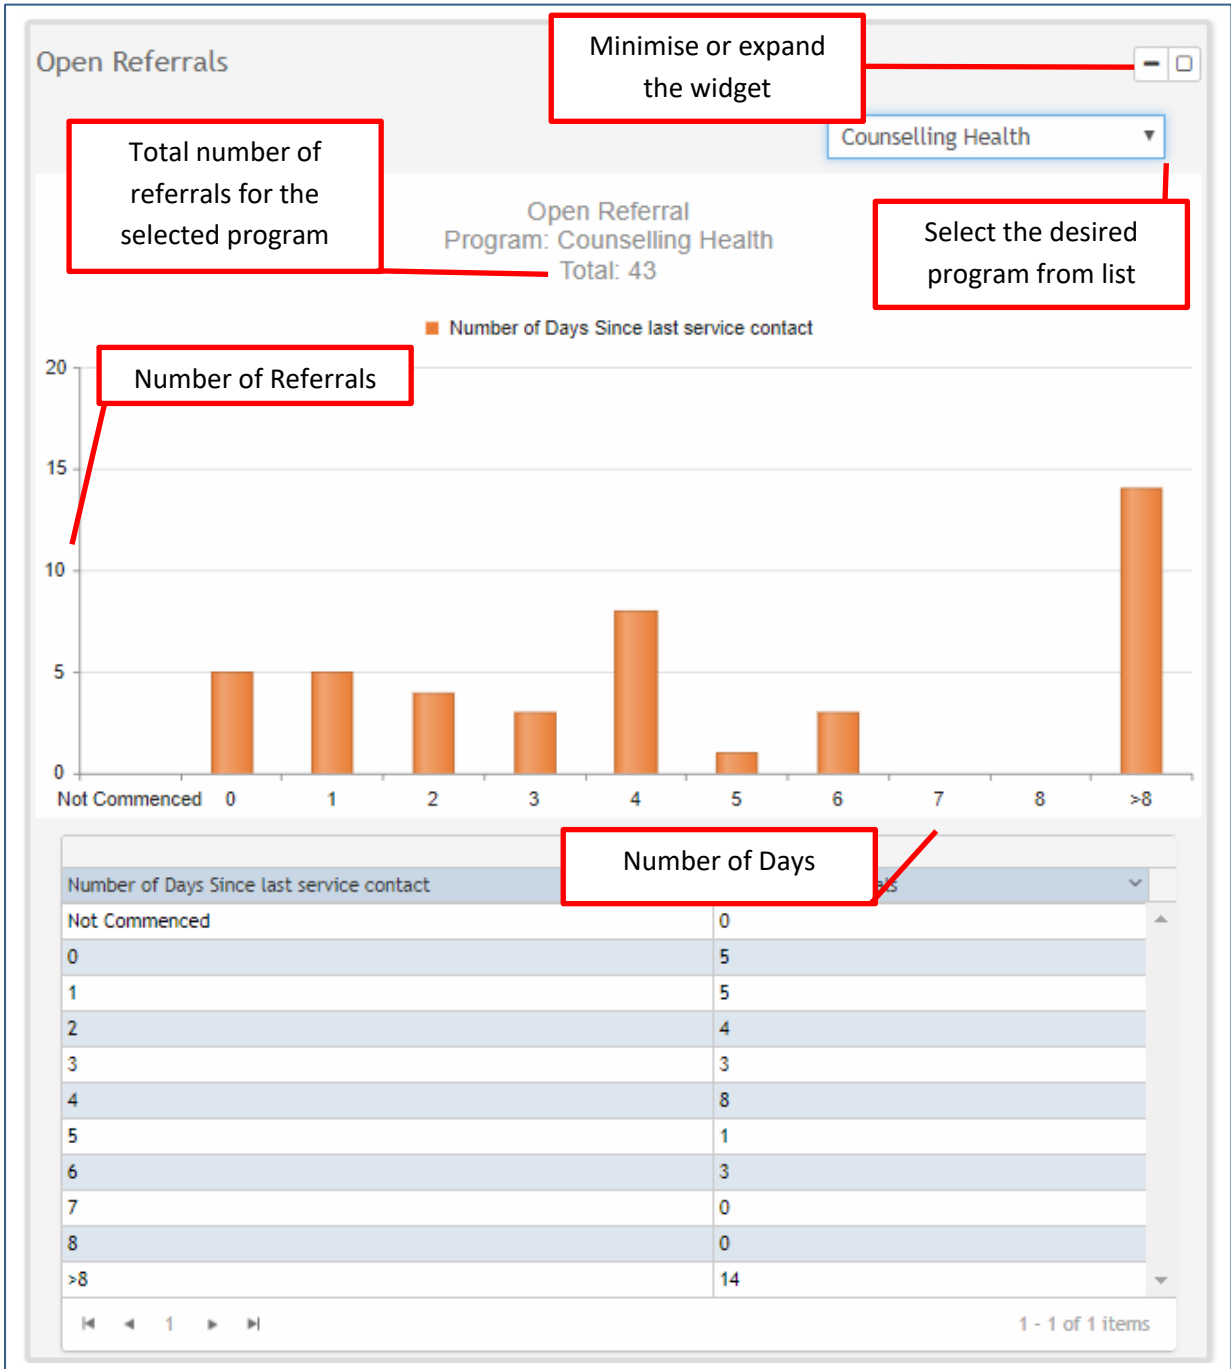 Open Referrals
Minimise or expand
the widget
Counselling Health
Total number of
referrals for the
selected program
Open Referral
Program: Counselling Health
Total: 43
Select the desired
program from list
Number of Days Since last service contact
Number of Referrals
20
15
10
5
0
Not Commenced 0 1 2 3 4 5 6 7 8 >8
Number of Days
Number of Days Since last service contact
Not Commenced 0
0 5
1 5
2 4
3 3
4 8
5 1
6 3
7 0
8 0
>8 14
1
1 - 1 of 1 items